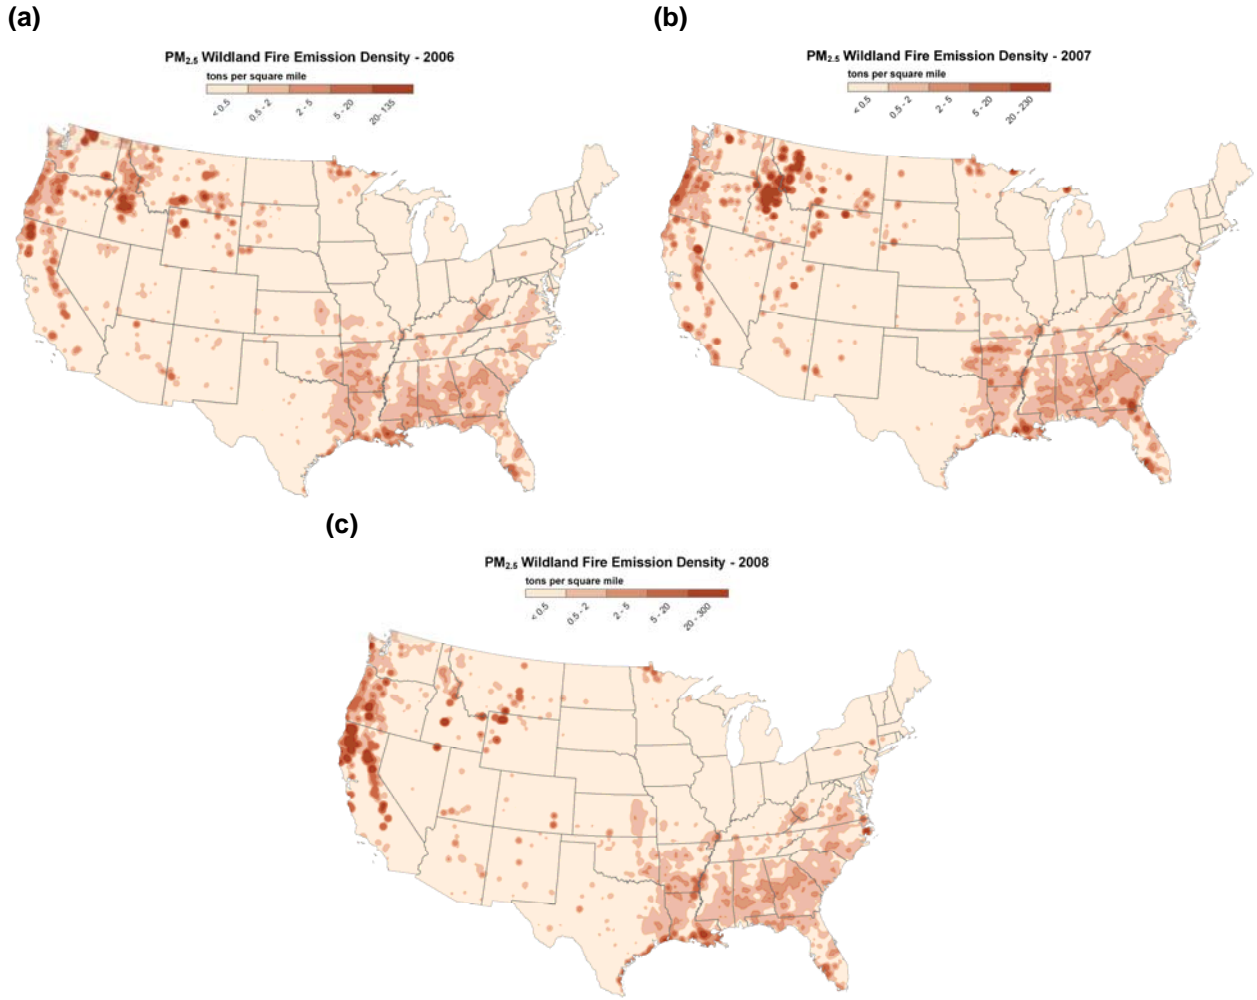 (a)
PM2.5 Wildland Fire Emission Density - 2006
tons per square mile
< 0.5
0.5 - 2
2 - 5
5 - 20
20- 135
(b)
PM2.5 Wildland Fire Emission Density - 2007
tons per square mile
< 0.5
0.5 - 2
2 - 5
5 - 20
20 - 230
(c)
PM2.5 Wildland Fire Emission Density - 2008
tons per square mile
< 0.5
0.5 - 2
2 - 5
5 - 20
20 - 300